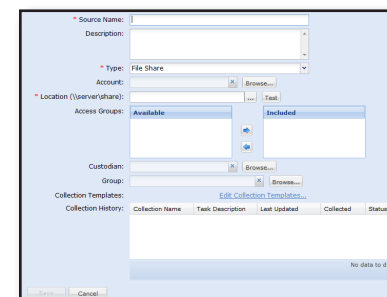 * Source Name:
Description:
* Type: File Share
Account: Browse...
* Location (\\server\share): ... Test
Access Groups: Available Included
Custodian: Browse...
Group: Browse...
Collection Templates: Edit Collection Templates...
Collection History: Collection Name Task Description Last Updated Collected Status
No data to d
Save Cancel